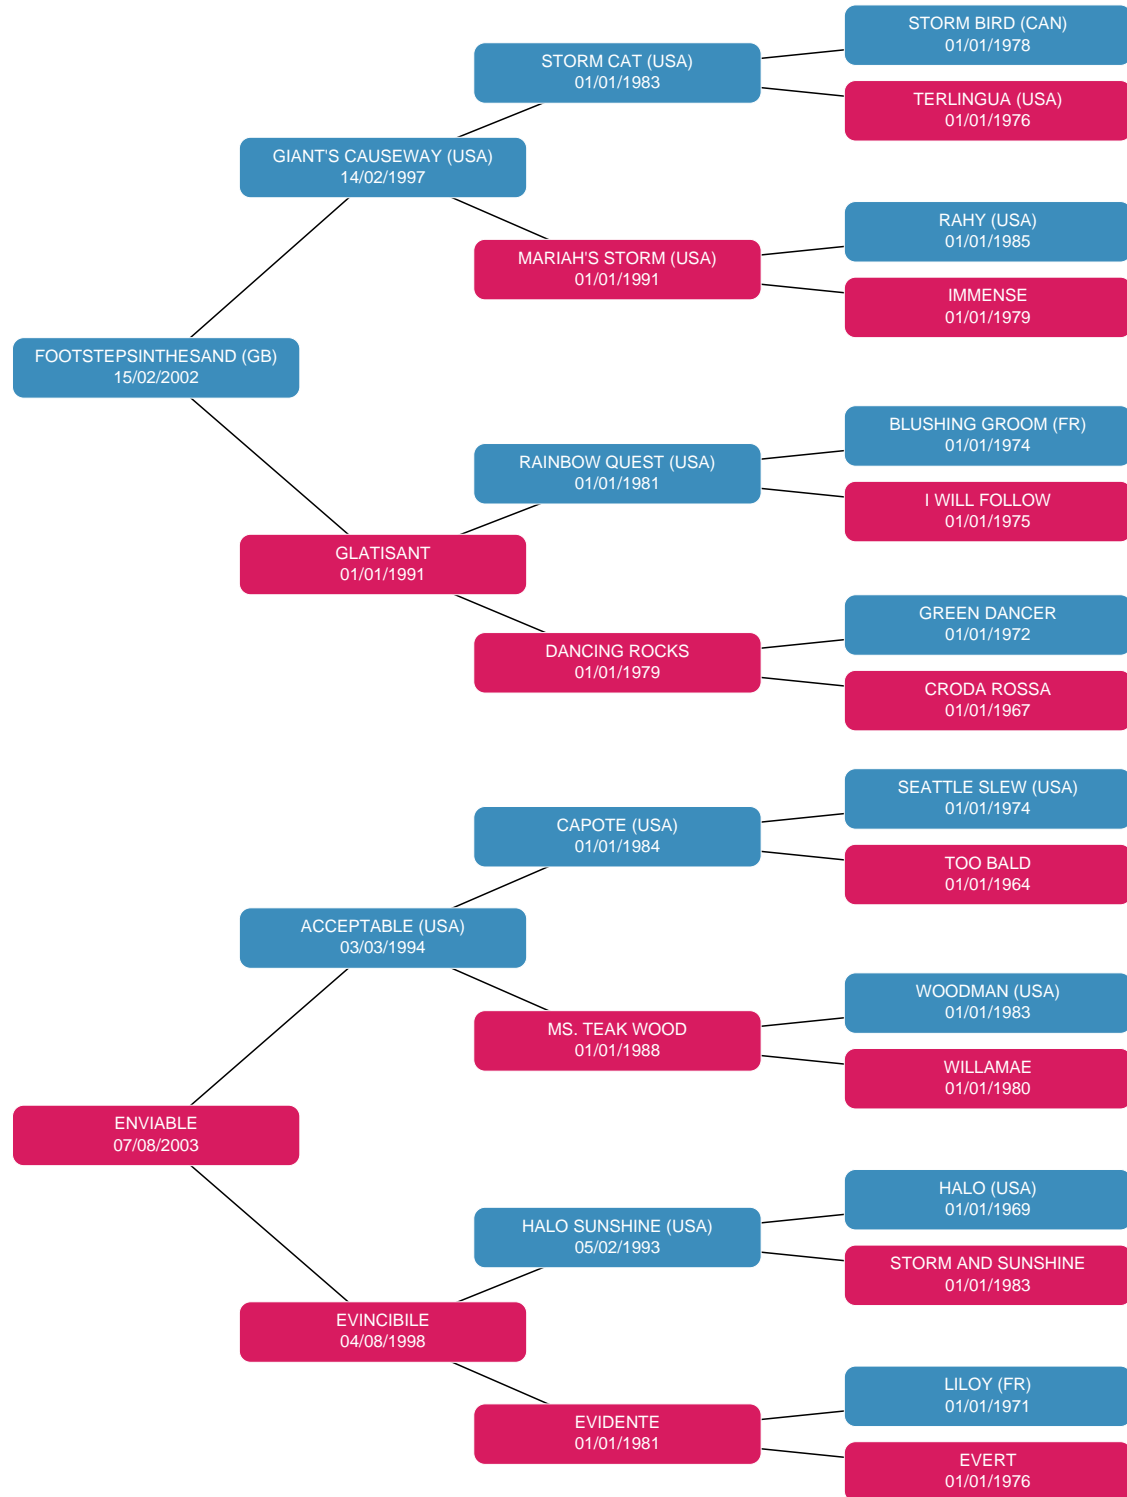 STORM BIRD (CAN)
01/01/1978
STORM CAT (USA)
01/01/1983
TERLINGUA (USA)
01/01/1976
GIANT'S CAUSEWAY (USA)
14/02/1997
RAHY (USA)
01/01/1985
MARIAH'S STORM (USA)
01/01/1991
IMMENSE
01/01/1979
FOOTSTEPSINTHESAND (GB)
15/02/2002
BLUSHING GROOM (FR)
01/01/1974
RAINBOW QUEST (USA)
01/01/1981
I WILL FOLLOW
01/01/1975
GLATISANT
01/01/1991
GREEN DANCER
01/01/1972
DANCING ROCKS
01/01/1979
CRODA ROSSA
01/01/1967
SEATTLE SLEW (USA)
01/01/1974
CAPOTE (USA)
01/01/1984
TOO BALD
01/01/1964
ACCEPTABLE (USA)
03/03/1994
WOODMAN (USA)
01/01/1983
MS. TEAK WOOD
01/01/1988
WILLAMAE
01/01/1980
ENVIABLE
07/08/2003
HALO (USA)
01/01/1969
HALO SUNSHINE (USA)
05/02/1993
STORM AND SUNSHINE
01/01/1983
EVINCIBILE
04/08/1998
LILOY (FR)
01/01/1971
EVIDENTE
01/01/1981
EVERT
01/01/1976